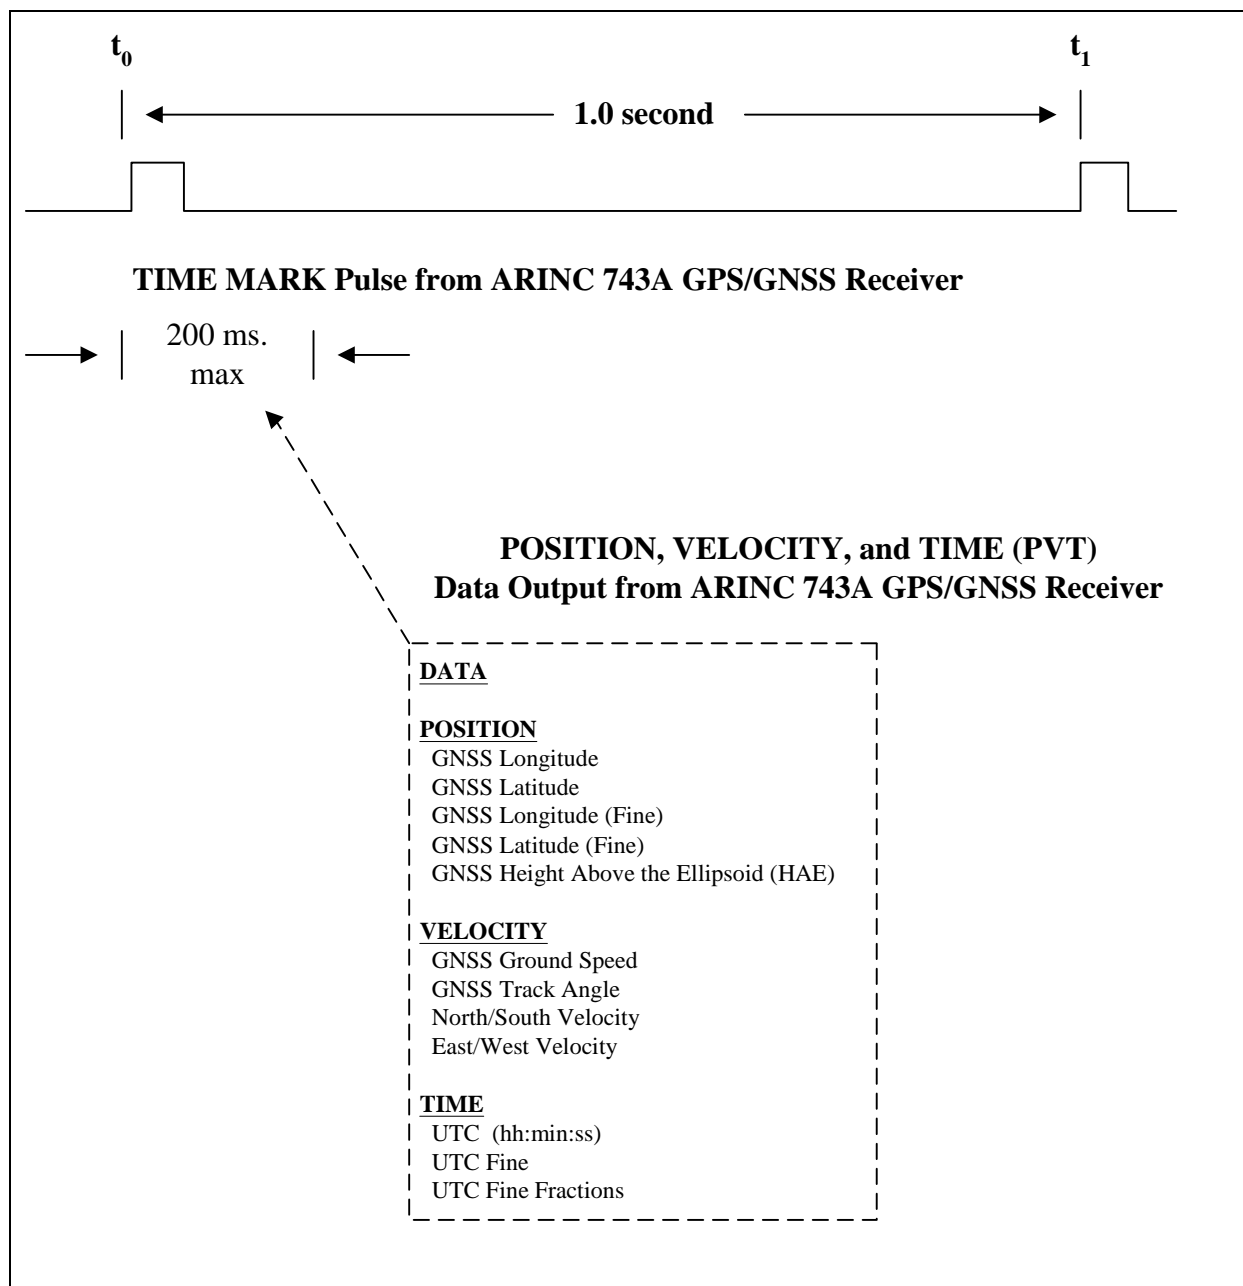 t0 t1
1.0 second
TIME MARK Pulse from ARINC 743A GPS/GNSS Receiver
200 ms.
max
POSITION, VELOCITY, and TIME (PVT)
Data Output from ARINC 743A GPS/GNSS Receiver
DATA
POSITION
GNSS Longitude
GNSS Latitude
GNSS Longitude (Fine)
GNSS Latitude (Fine)
GNSS Height Above the Ellipsoid (HAE)
VELOCITY
GNSS Ground Speed
GNSS Track Angle
North/South Velocity
East/West Velocity
TIME
UTC (hh:min:ss)
UTC Fine
UTC Fine Fractions